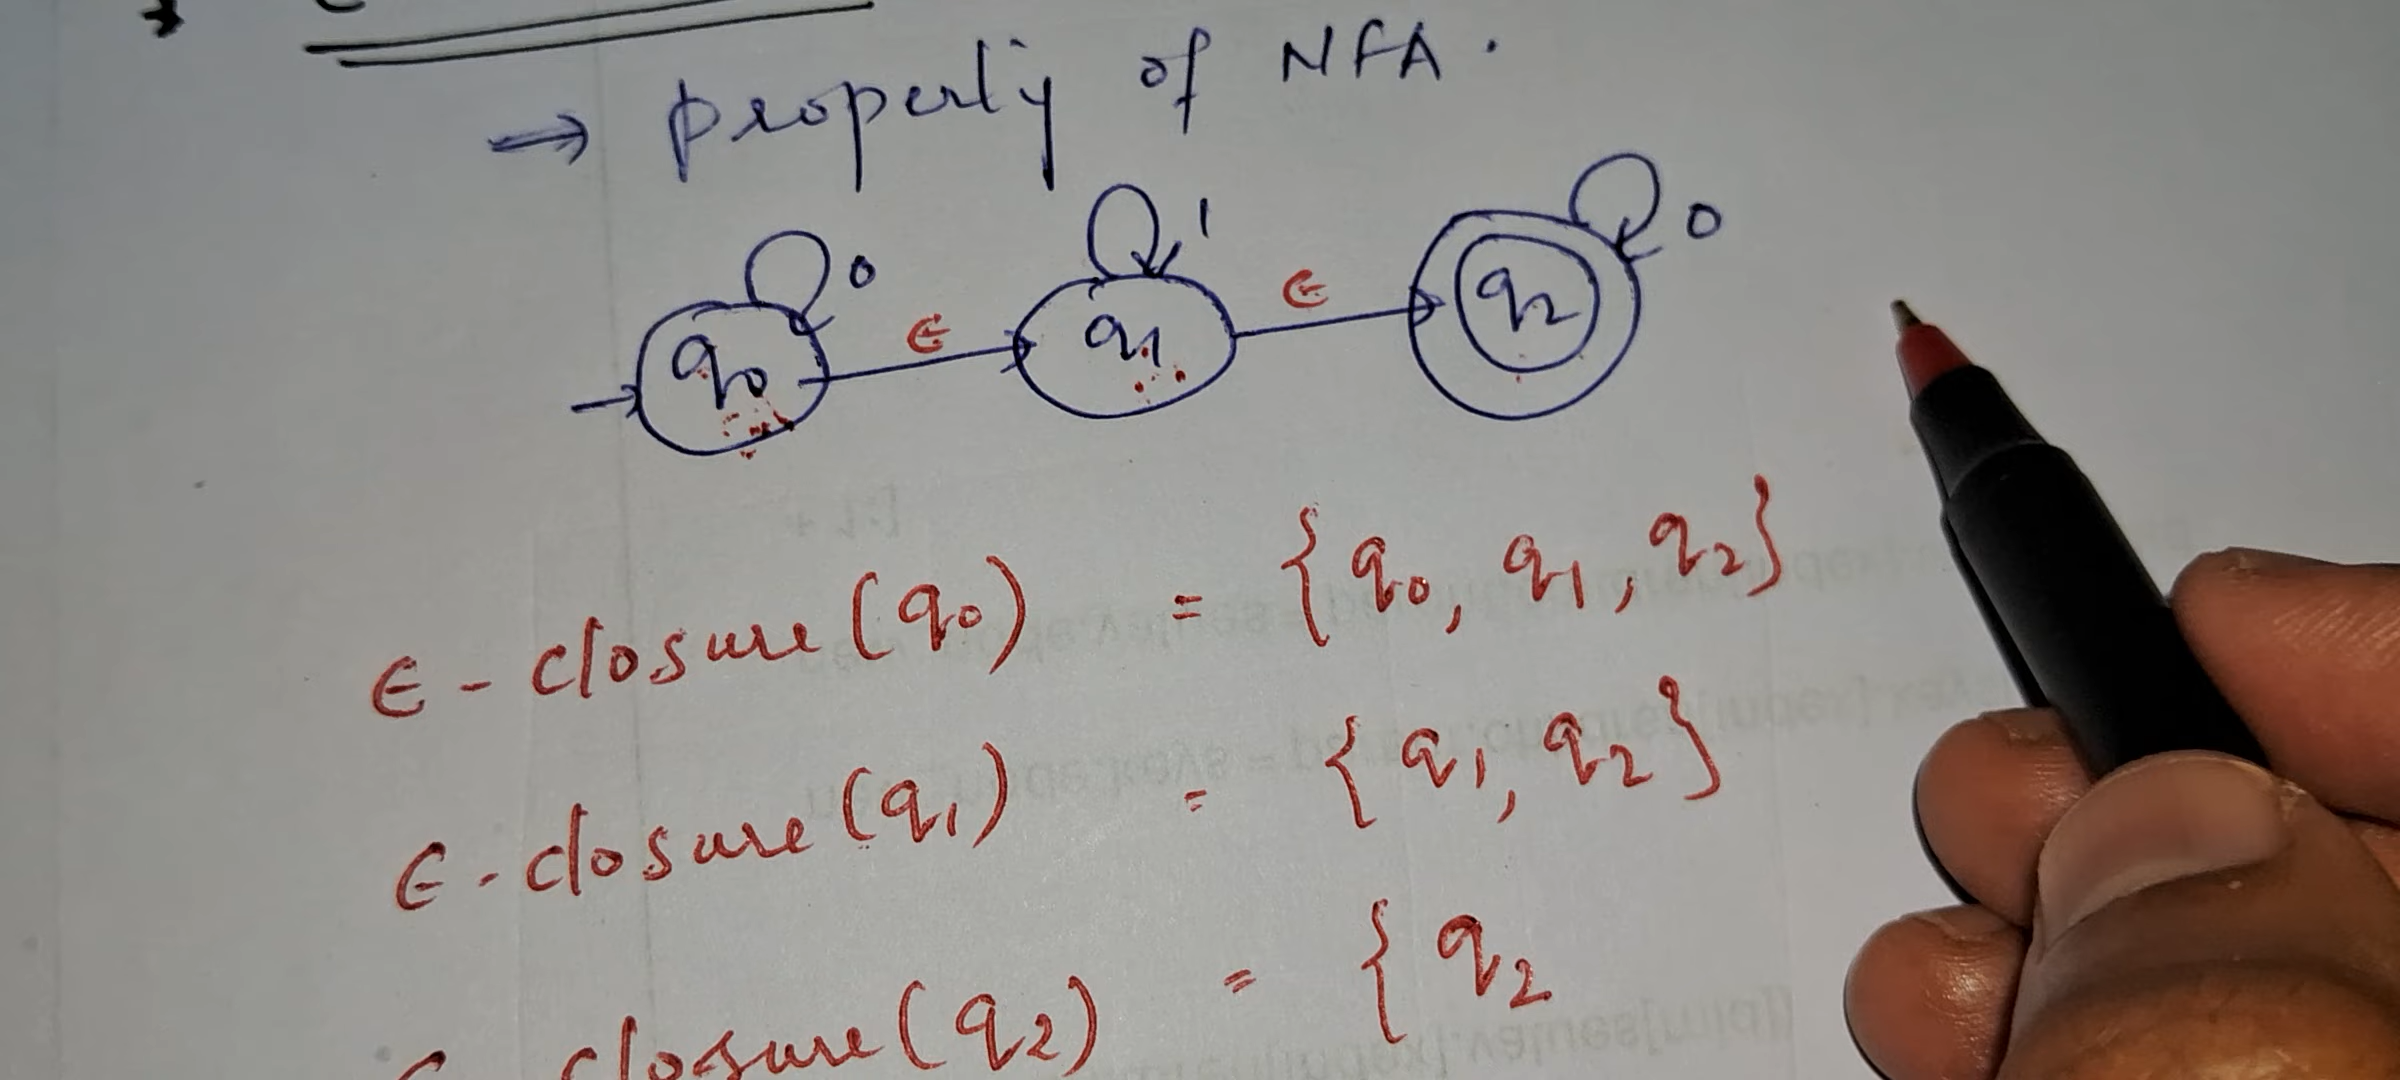 → property of NFA.
0 1 0
ϵ ϵ
q0 q1 q2
ϵ-closure(q0) = {q0, q1, q2}
ϵ-closure(q1) = {q1, q2}
ϵ-closure(q2) = {q2